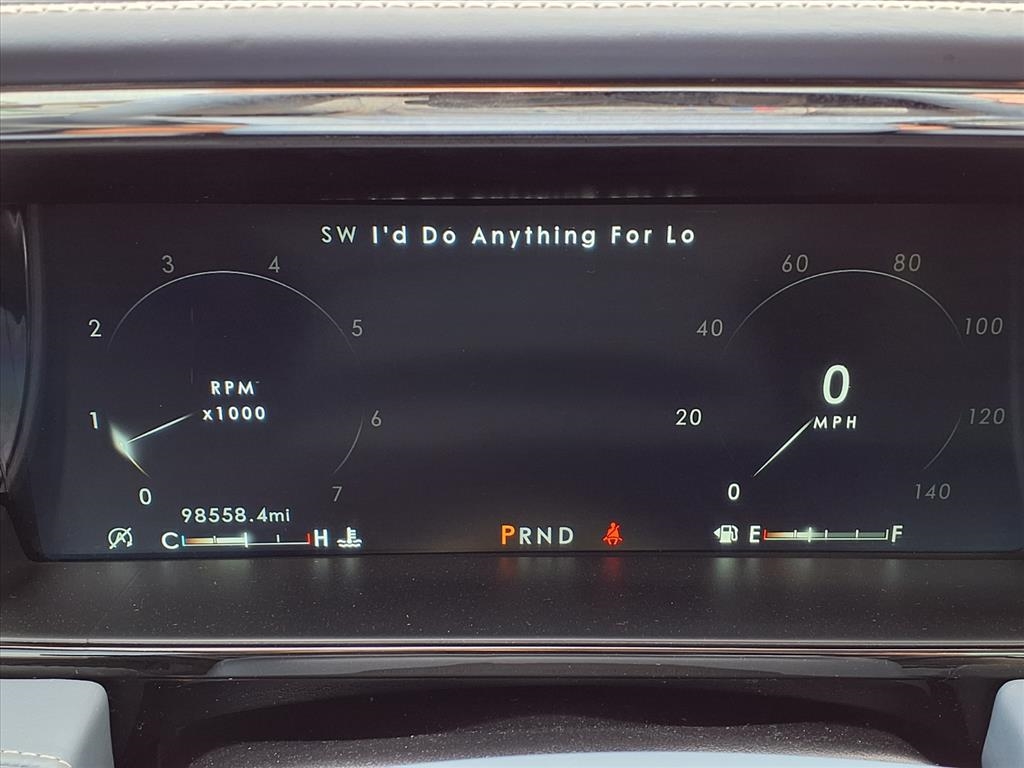 SW I'd Do Anything For Lo
3 4
2 5
RPM
x1000
1 6
0 7
98558.4mi
C H
PRND
60 80
40 100
0
MPH
20 120
0 140
E F